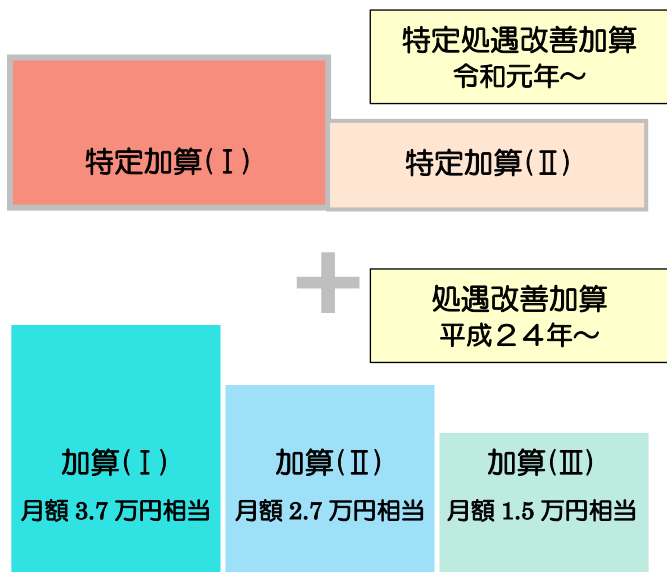 特定処遇改善加算
令和元年～
特定加算(Ⅰ)
特定加算(Ⅱ)
＋
処遇改善加算
平成２４年～
加算(Ⅰ)
月額 3.7 万円相当
加算(Ⅱ)
月額 2.7 万円相当
加算(Ⅲ)
月額 1.5 万円相当